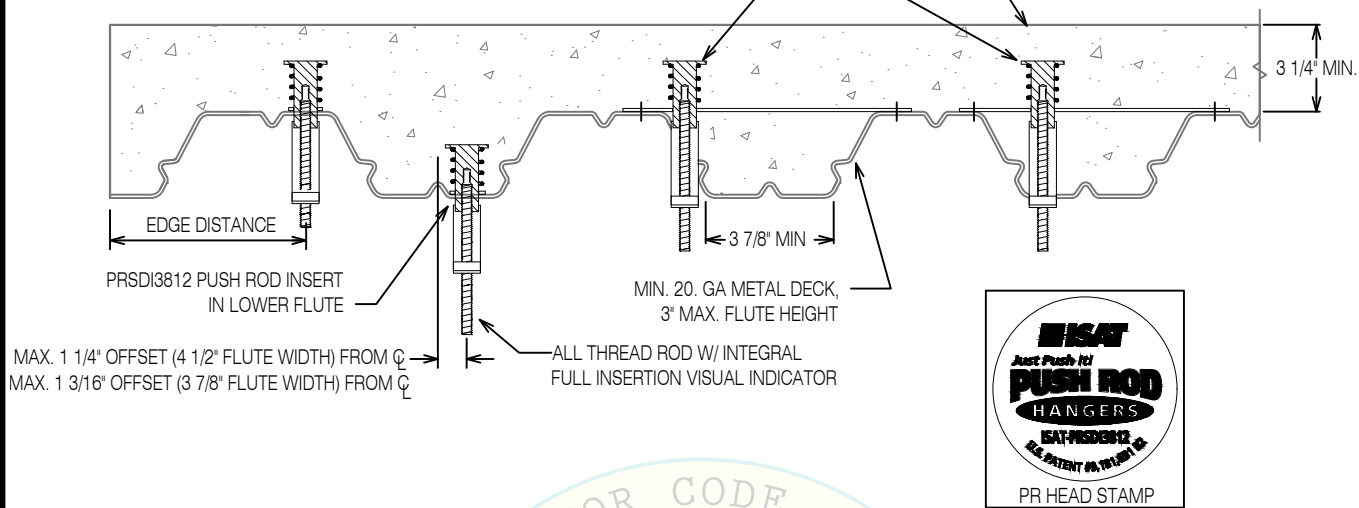 3 1/4" MIN.
EDGE DISTANCE
3 7/8" MIN
PRSDI3812 PUSH ROD INSERT
IN LOWER FLUTE
MIN. 20. GA METAL DECK,
3" MAX. FLUTE HEIGHT
MAX. 1 1/4" OFFSET (4 1/2" FLUTE WIDTH) FROM ℄
MAX. 1 3/16" OFFSET (3 7/8" FLUTE WIDTH) FROM ℄
ALL THREAD ROD W/ INTEGRAL
FULL INSERTION VISUAL INDICATOR
ISAT
Just Push It!
PUSH ROD
HANGERS
ISAT-PRSDI3812
U.S. PATENT
PR HEAD STAMP
CODE